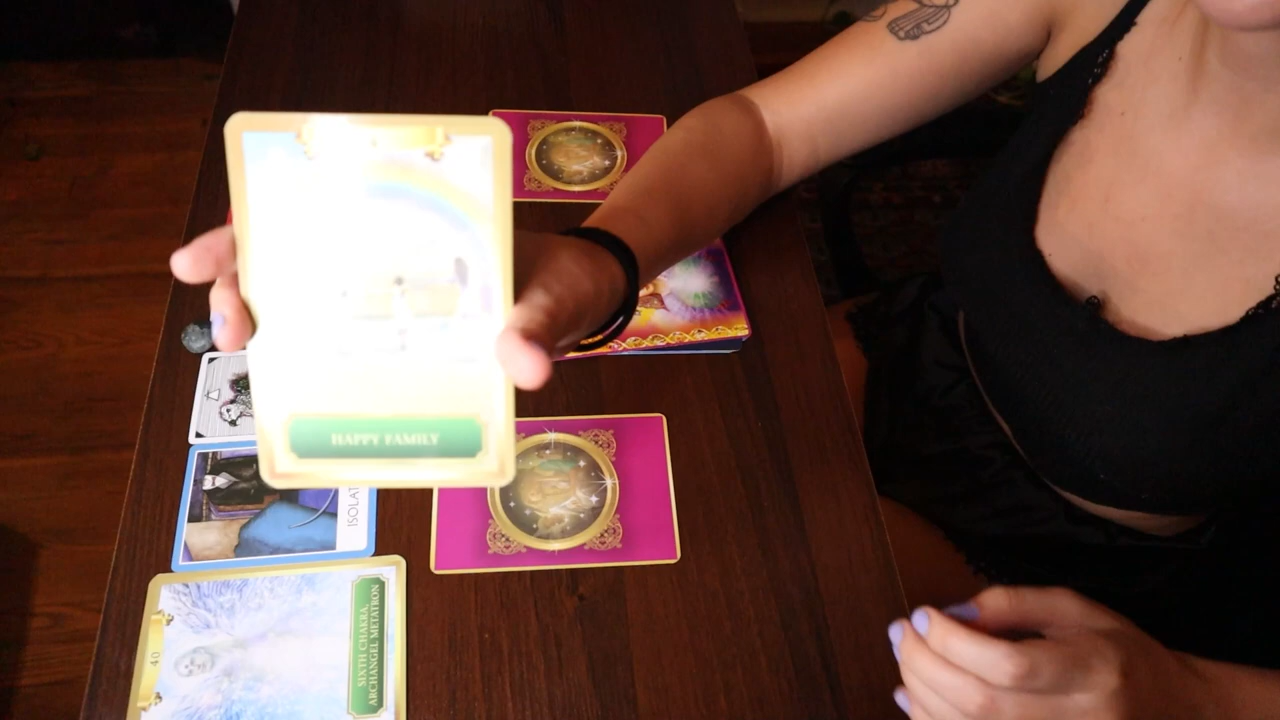 HAPPY FAMILY
ISOLAT
40
SIXTH CHAKRA,
ARCHANGEL METATRON